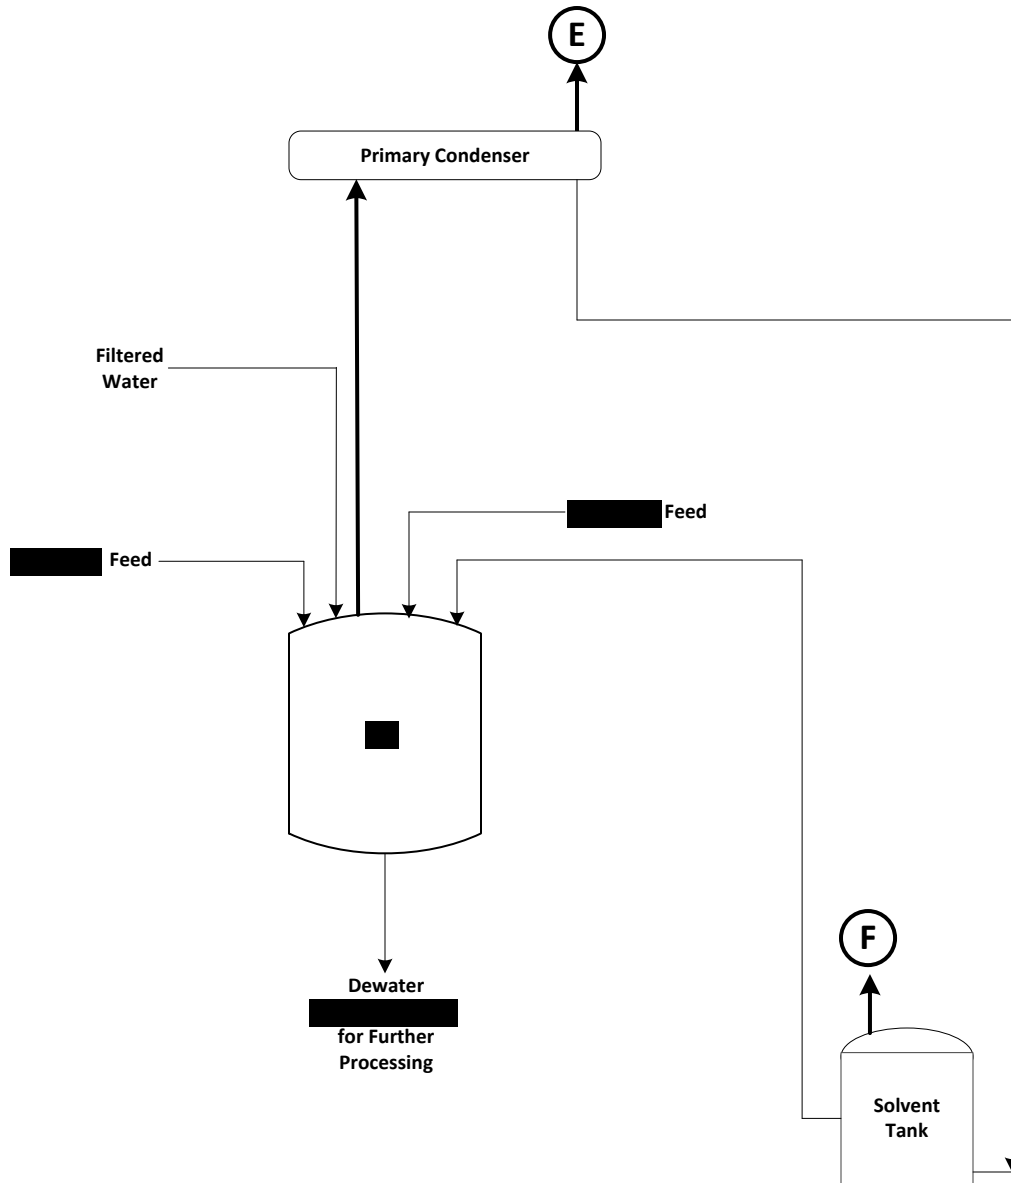 E
Primary Condenser
Filtered
Water
Feed
Feed
Dewater
for Further
Processing
F
Solvent
Tank